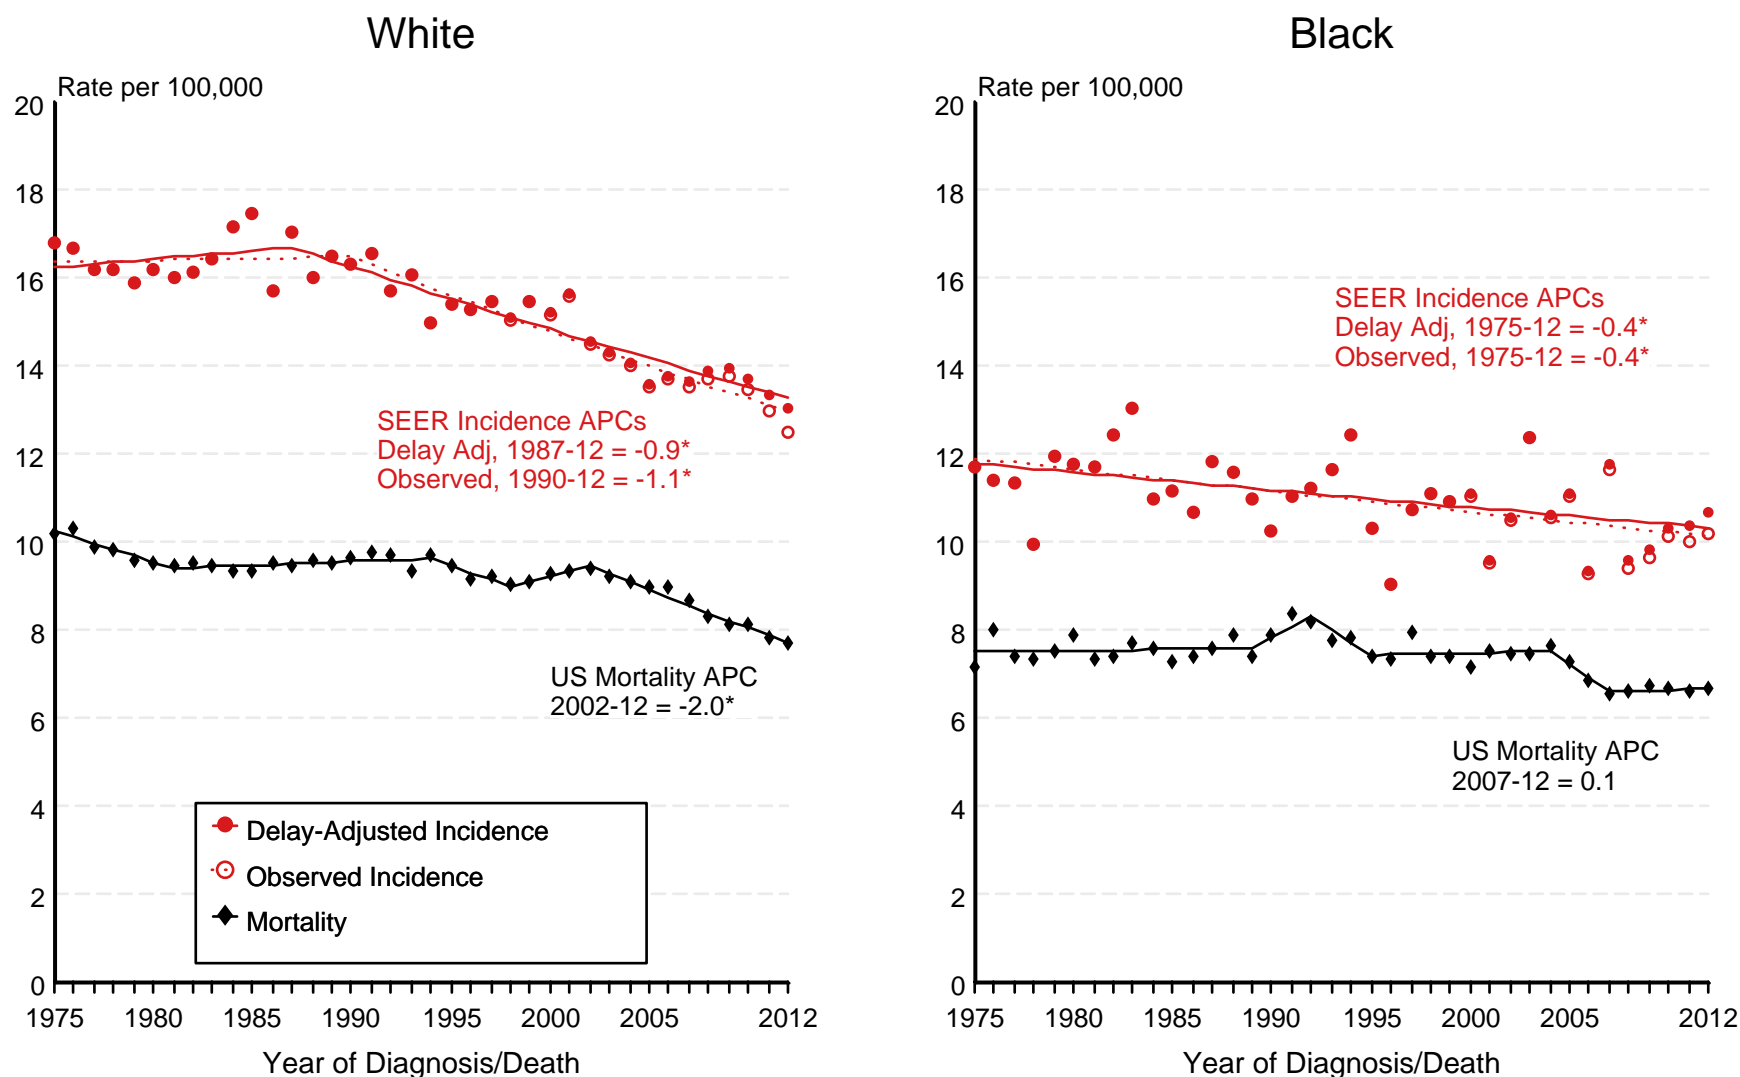 White
Rate per 100,000
20
18
16
14
12
10
8
6
4
2
0
SEER Incidence APCs
Delay Adj, 1987-12 = -0.9*
Observed, 1990-12 = -1.1*
US Mortality APC
2002-12 = -2.0*
Delay-Adjusted Incidence
Observed Incidence
Mortality
1975 1980 1985 1990 1995 2000 2005 2012
Year of Diagnosis/Death
Black
Rate per 100,000
20
18
16
14
12
10
8
6
4
2
0
SEER Incidence APCs
Delay Adj, 1975-12 = -0.4*
Observed, 1975-12 = -0.4*
US Mortality APC
2007-12 = 0.1
1975 1980 1985 1990 1995 2000 2005 2012
Year of Diagnosis/Death